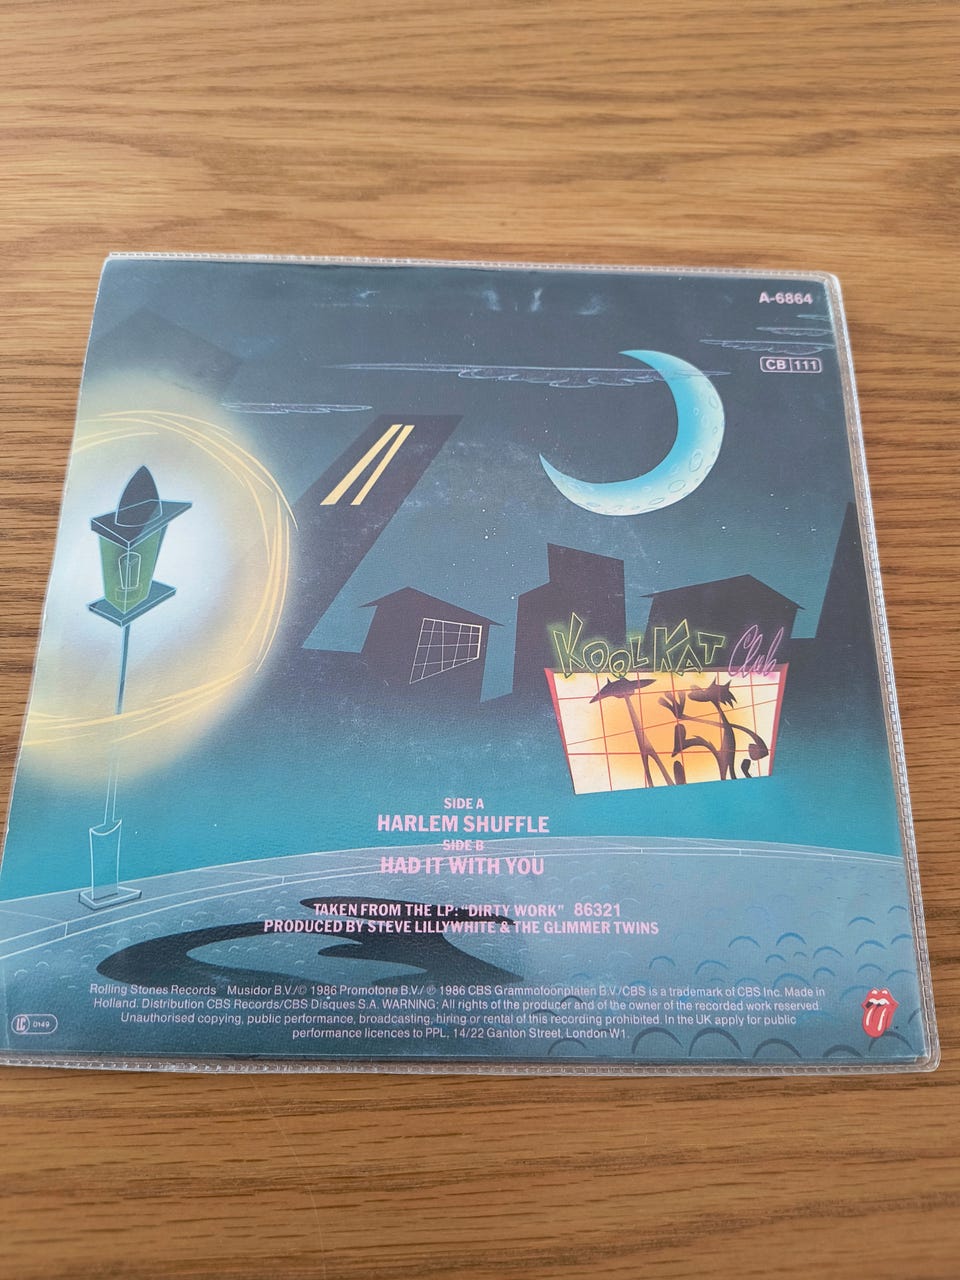 A-6864
CB 111
KOOL KAT Club
SIDE A
HARLEM SHUFFLE
SIDE B
HAD IT WITH YOU
TAKEN FROM THE LP: "DIRTY WORK" 86321
PRODUCED BY STEVE LILLYWHITE & THE GLIMMER TWINS
Rolling Stones Records Musidor B.V./© 1986 Promotone B.V./ ℗ 1986 CBS Grammofoonplaten B.V./CBS is a trademark of CBS Inc. Made in
Holland. Distribution CBS Records/CBS Disques S.A. WARNING: All rights of the producer and of the owner of the recorded work reserved.
Unauthorised copying, public performance, broadcasting, hiring or rental of this recording prohibited. In the UK apply for public
performance licences to PPL, 14/22 Ganton Street, London W1.
LC 0149